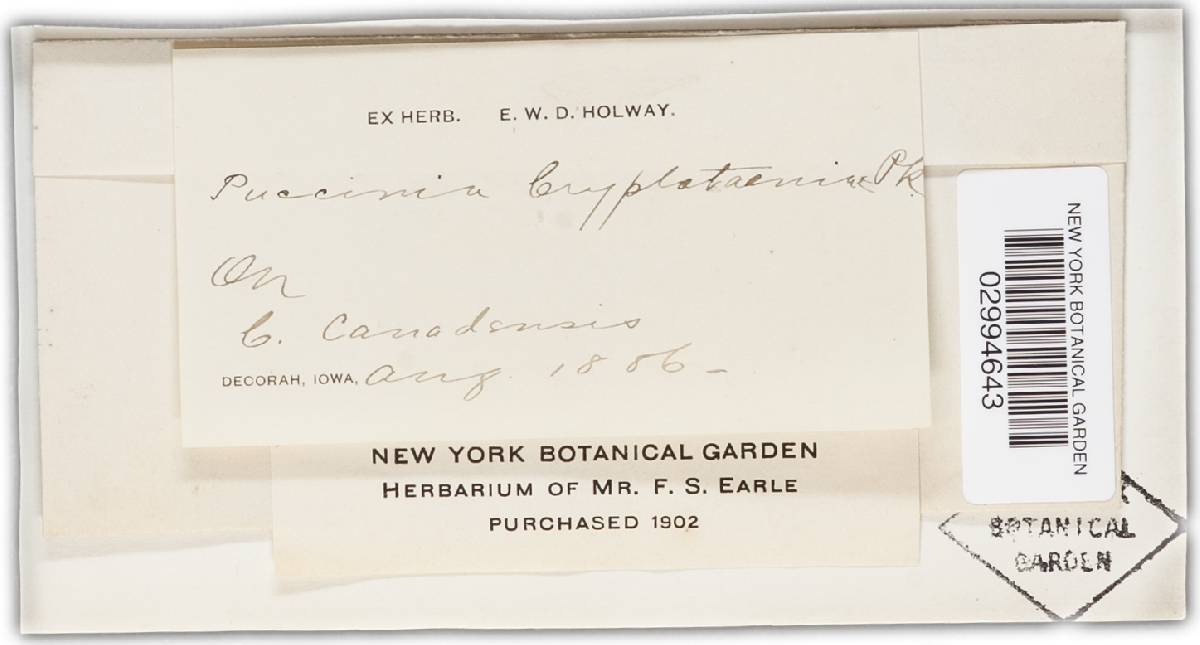 EX HERB. E. W. D. HOLWAY.
Puccinia Cryptotaeniae Pk.
On
C. Canadensis
DECORAH, IOWA, Aug. 1886 -
NEW YORK BOTANICAL GARDEN
HERBARIUM OF MR. F. S. EARLE
PURCHASED 1902
NEW YORK BOTANICAL GARDEN
02994643
BOTANICAL
GARDEN